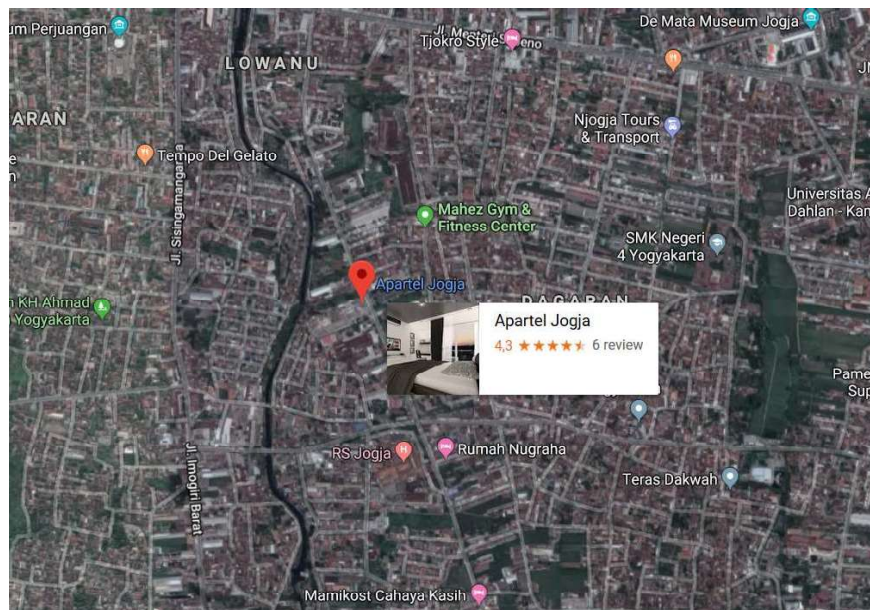 um Perjuangan
De Mata Museum Jogja
Tjokro Style
LOWANU
ARAN
Njogja Tours
& Transport
Tempo Del Gelato
Jl. Sisingamangaraja
Universitas A
Dahlan - Kam
Mahez Gym &
Fitness Center
SMK Negeri
4 Yogyakarta
Apartel Jogja
KH Ahmad
Yogyakarta
DAGARAN
Apartel Jogja
4,3
6 review
Pame
Sup
RS Jogja
Rumah Nugraha
Jl. Imogiri Barat
Teras Dakwah
Mamikost Cahaya Kasih